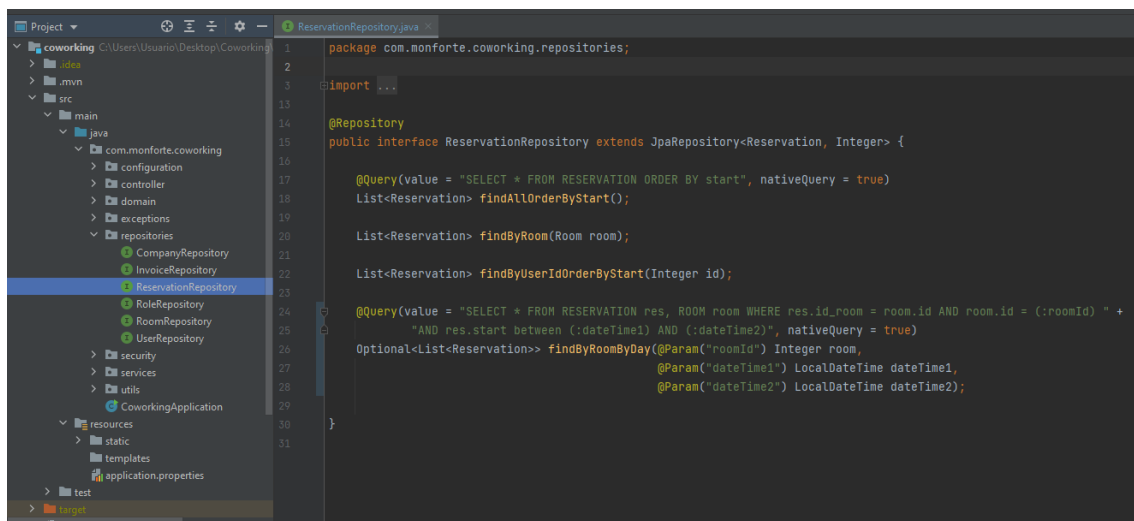 Project
ReservationRepository.java
coworking C:\Users\Usuario\Desktop\Coworking\
.idea
.mvn
src
main
java
com.monforte.coworking
configuration
controller
domain
exceptions
repositories
CompanyRepository
InvoiceRepository
ReservationRepository
RoleRepository
RoomRepository
UserRepository
security
services
utils
CoworkingApplication
resources
static
templates
application.properties
test
target
1 package com.monforte.coworking.repositories;
2
3 import ...
13
14 @Repository
15 public interface ReservationRepository extends JpaRepository<Reservation, Integer> {
16
17 @Query(value = "SELECT * FROM RESERVATION ORDER BY start", nativeQuery = true)
18 List<Reservation> findAllOrderByStart();
19
20 List<Reservation> findByRoom(Room room);
21
22 List<Reservation> findByUserIdOrderByStart(Integer id);
23
24 @Query(value = "SELECT * FROM RESERVATION res, ROOM room WHERE res.id_room = room.id AND room.id = (:roomId) " +
25 "AND res.start between (:dateTime1) AND (:dateTime2)", nativeQuery = true)
26 Optional<List<Reservation>> findByRoomByDay(@Param("roomId") Integer room,
27 @Param("dateTime1") LocalDateTime dateTime1,
28 @Param("dateTime2") LocalDateTime dateTime2);
29
30 }
31